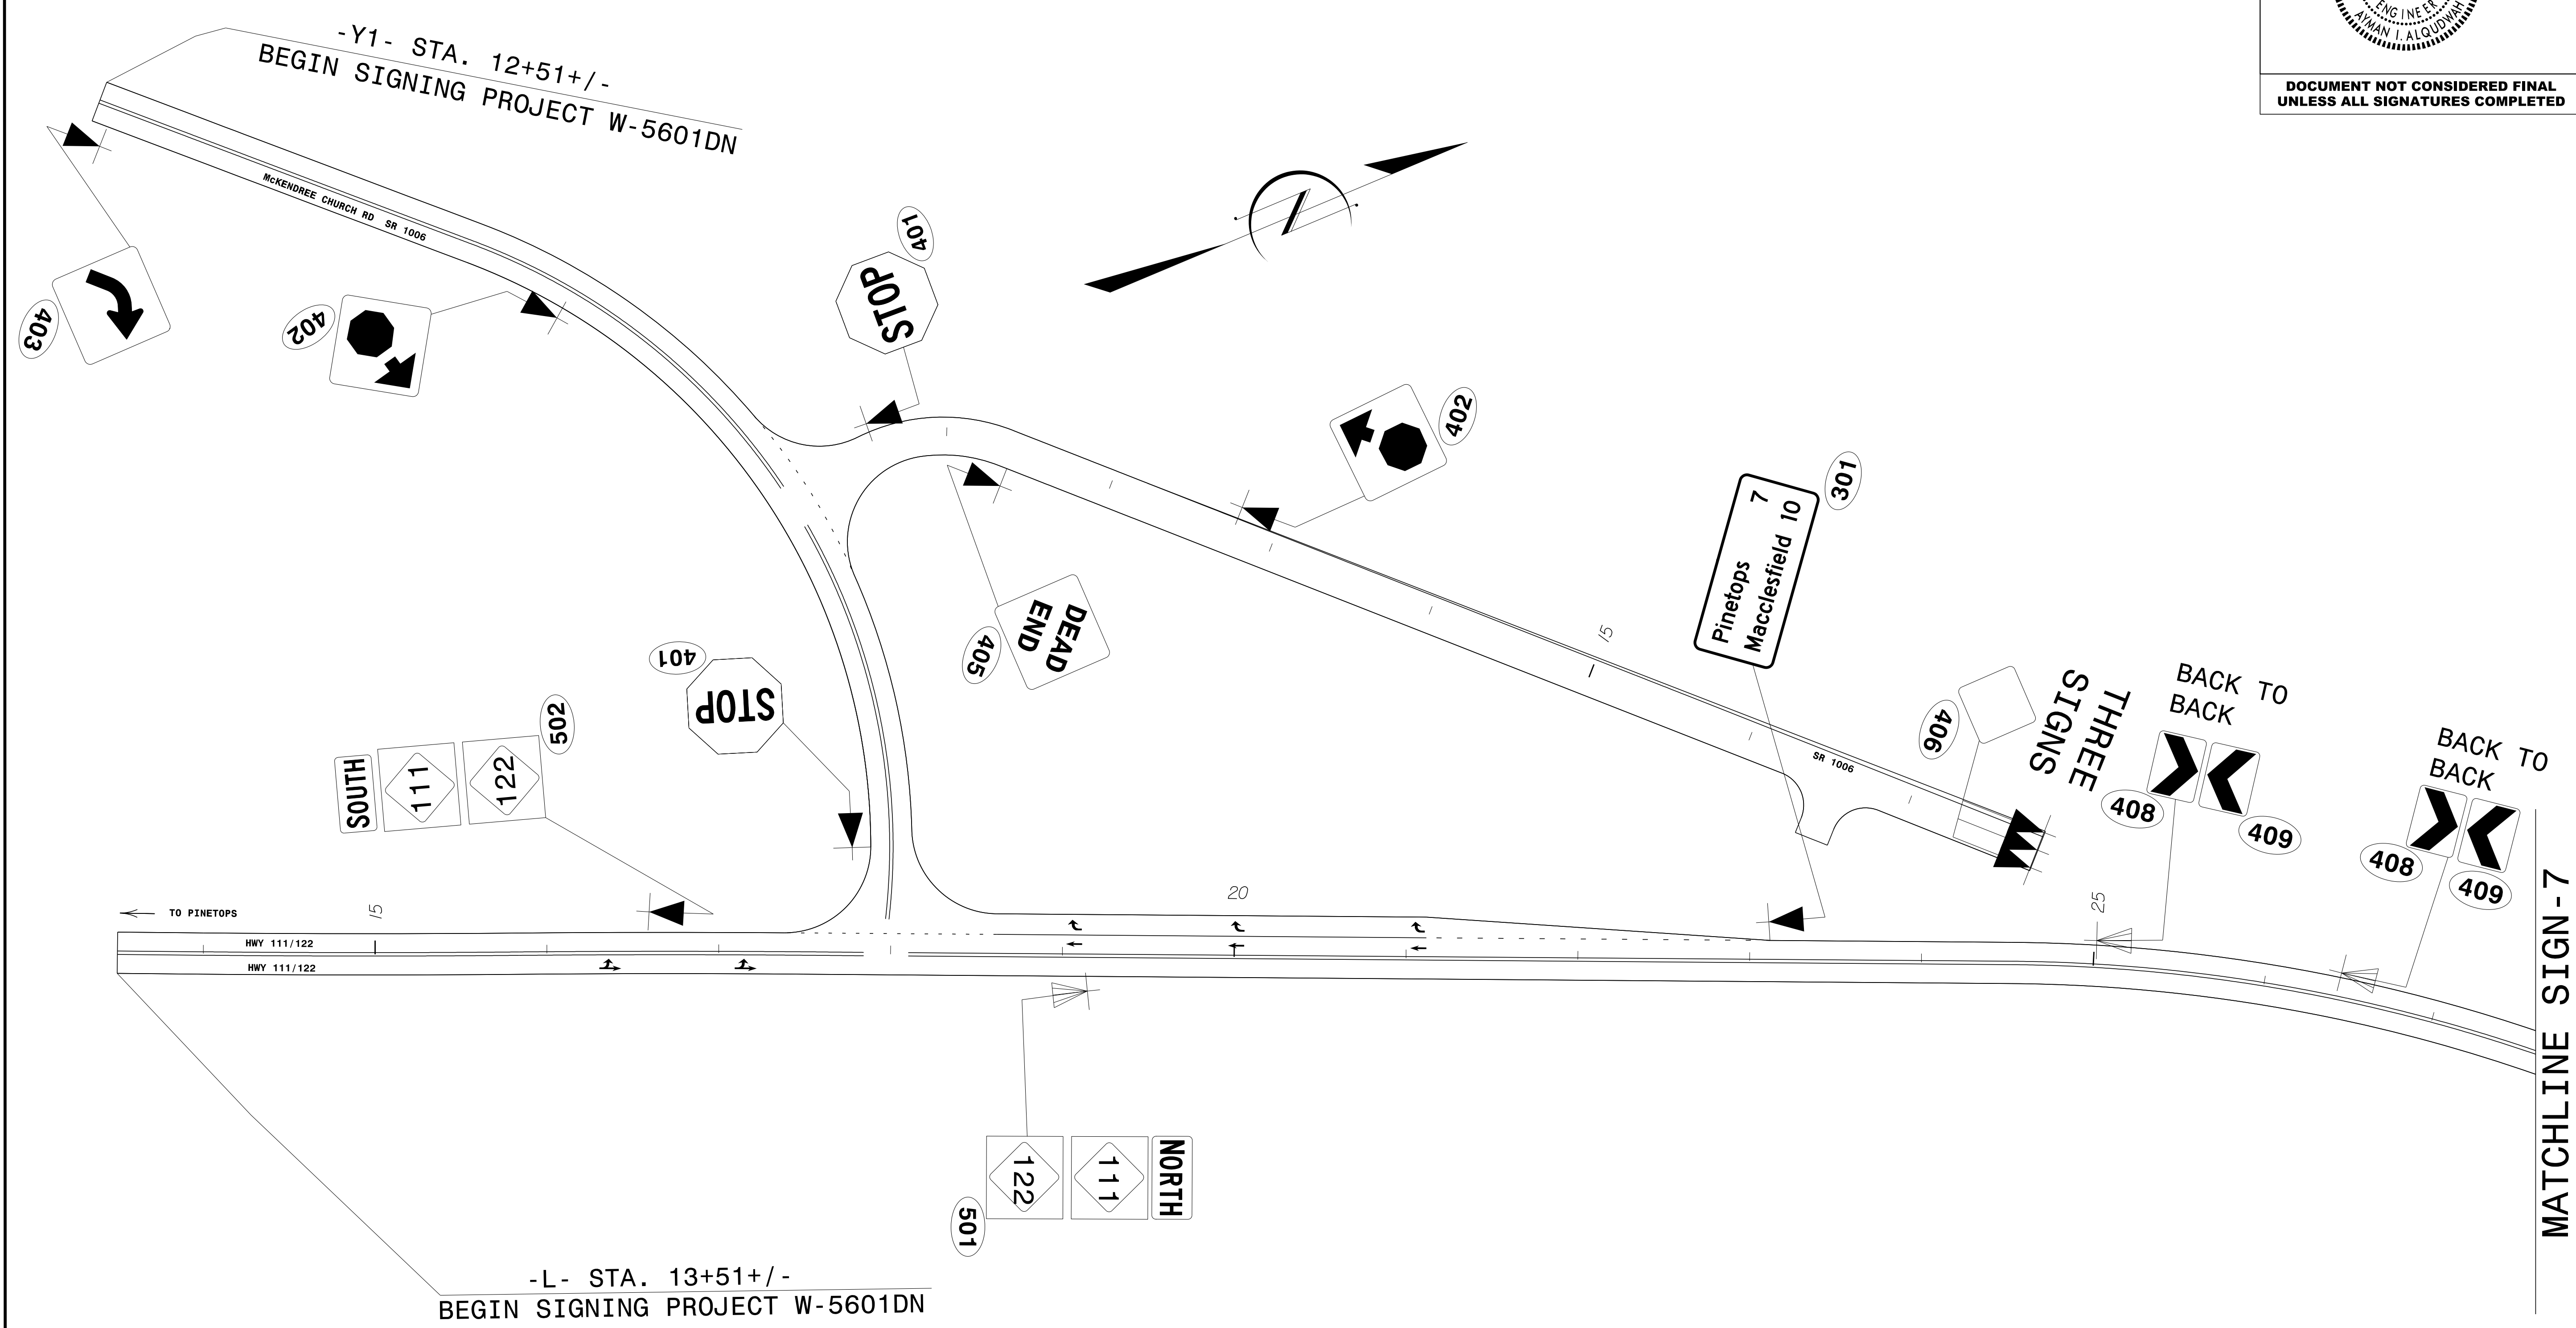 ENGINEER
AYMAN I. ALQUDWAH
DOCUMENT NOT CONSIDERED FINAL
UNLESS ALL SIGNATURES COMPLETED
-Y1- STA. 12+51+/-
BEGIN SIGNING PROJECT W-5601DN
McKENDREE CHURCH RD SR 1006
403
402
401
STOP
402
301
Pinetops 7
Macclesfield 10
405
DEAD
END
401
STOP
502
SOUTH
111
122
15
SR 1006
406
THREE
SIGNS
BACK TO
BACK
408
409
BACK TO
BACK
408
409
TO PINETOPS
15
20
25
HWY 111/122
HWY 111/122
NORTH
111
122
501
-L- STA. 13+51+/-
BEGIN SIGNING PROJECT W-5601DN
MATCHLINE SIGN-7